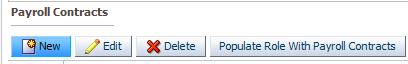 Payroll Contracts
New Edit Delete Populate Role With Payroll Contracts